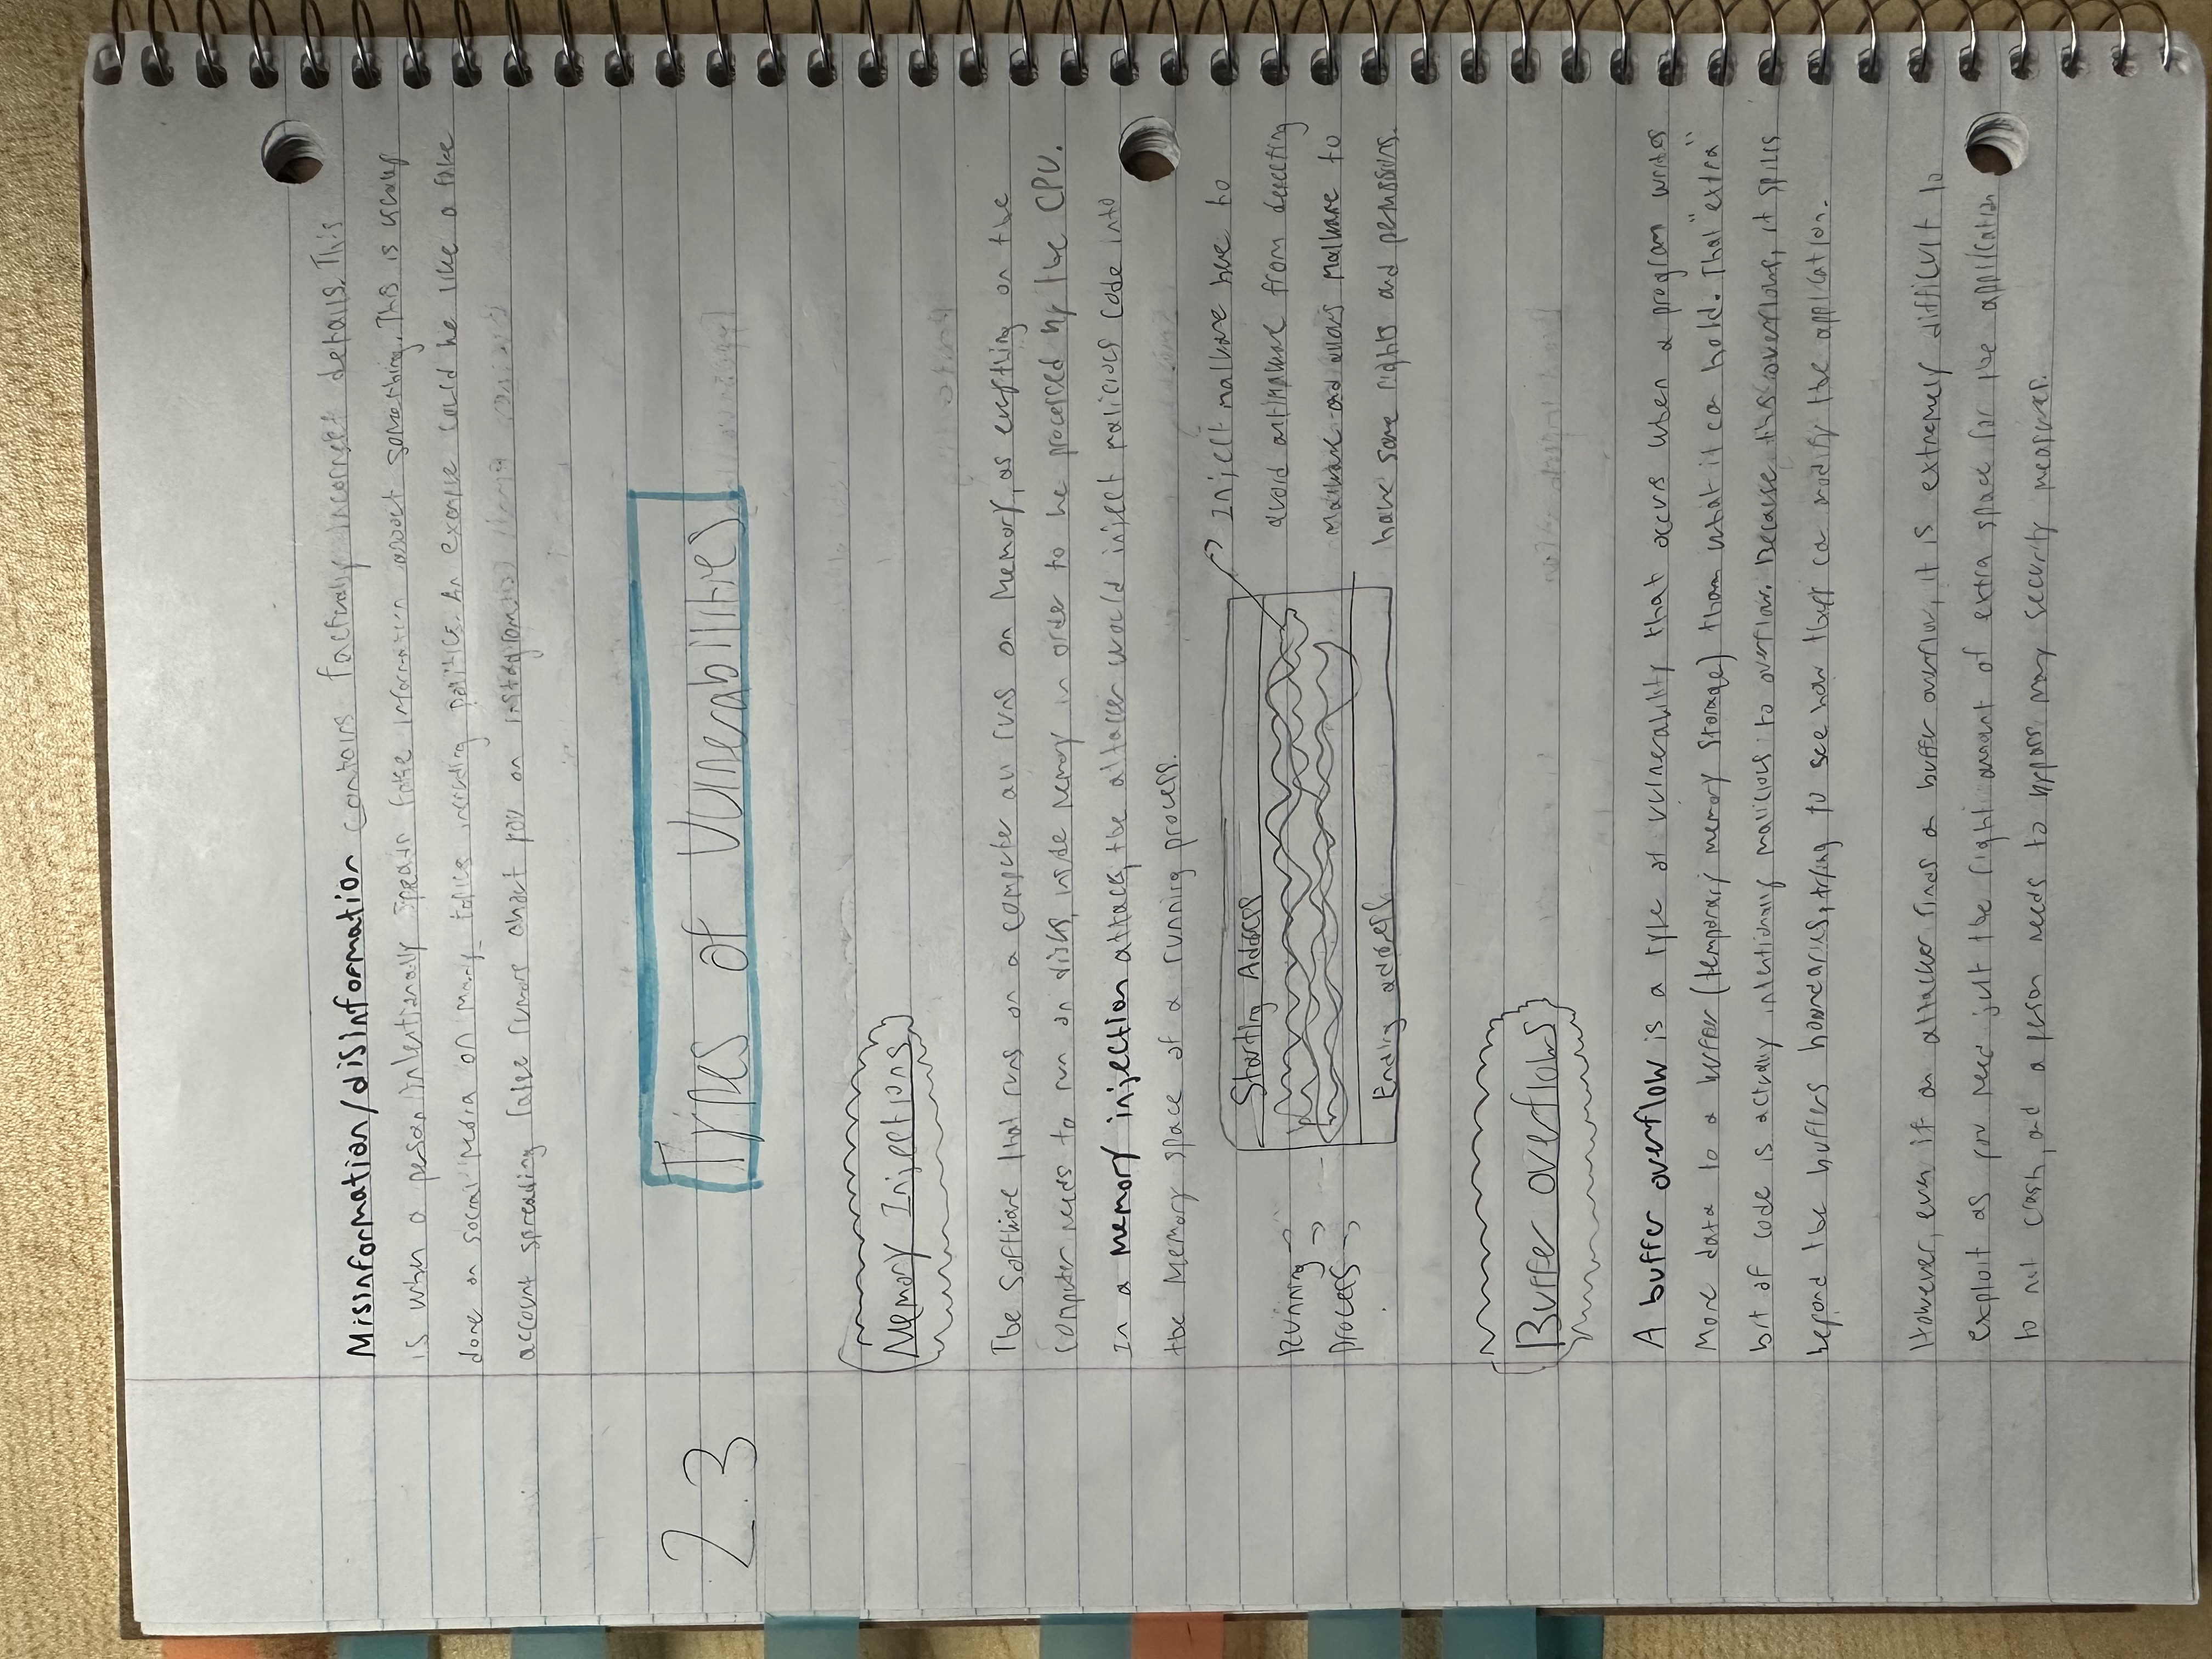 Misinformation/disinformation contains factually incorrect details. This
is when a person intentionally spreads fake information about something. This is usually
done on social media on many topics including politics. An example could be like a fake
account spreading false rumors about you on instagram.
2.3
Types of Vulnerabilities
Memory Injections
The software that runs on a computer all runs on memory, as everything on the
computer needs to run on disks, inside memory in order to be processed by the CPU.
In a memory injection attack, the attacker would inject malicious code into
the memory space of a running process.
Running
Process
Starting Address
Ending address
Inject malware here to
avoid antimalware from detecting
malware and allows malware to
have same rights and permissions.
Buffer overflows
A buffer overflow is a type of vulnerability that occurs when a program writes
more data to a buffer (temporary memory storage) than what it can hold. That "extra"
bit of code is actually intentionally malicious to overflow. Because this overflows, it spills
beyond the buffers boundaries, trying to see how they can modify the application.
However, even if an attacker finds a buffer overflow, it is extremely difficult to
exploit as you need just the right amount of extra space for the application
to not crash, and a person needs to bypass many security measures.